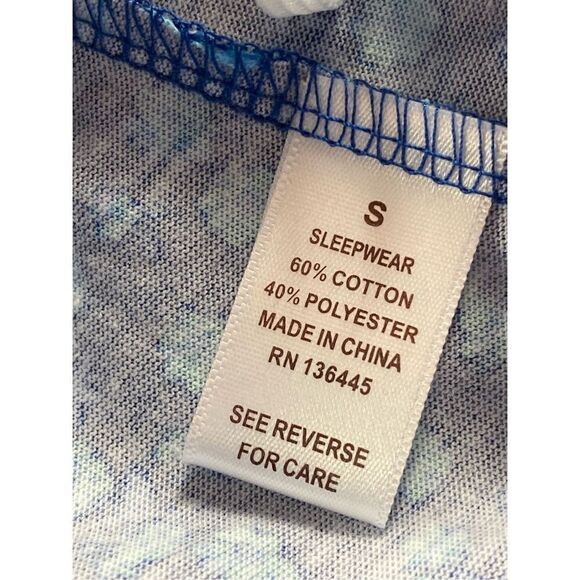 S
SLEEPWEAR
60% COTTON
40% POLYESTER
MADE IN CHINA
RN 136445
SEE REVERSE
FOR CARE